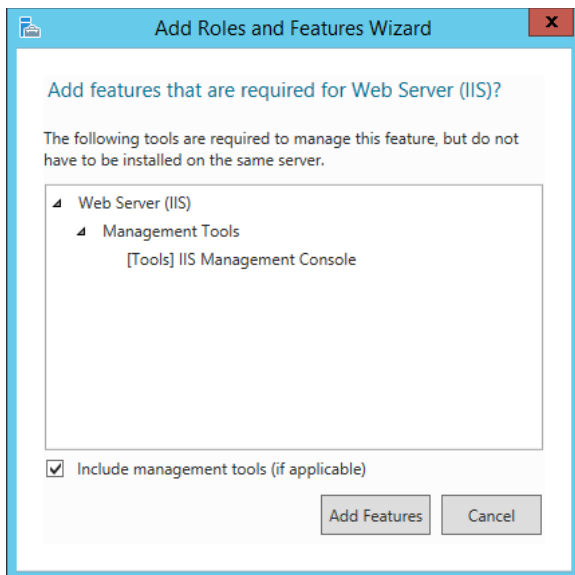 Add Roles and Features Wizard
x
Add features that are required for Web Server (IIS)?
The following tools are required to manage this feature, but do not
have to be installed on the same server.
Web Server (IIS)
Management Tools
[Tools] IIS Management Console
Include management tools (if applicable)
Add Features Cancel